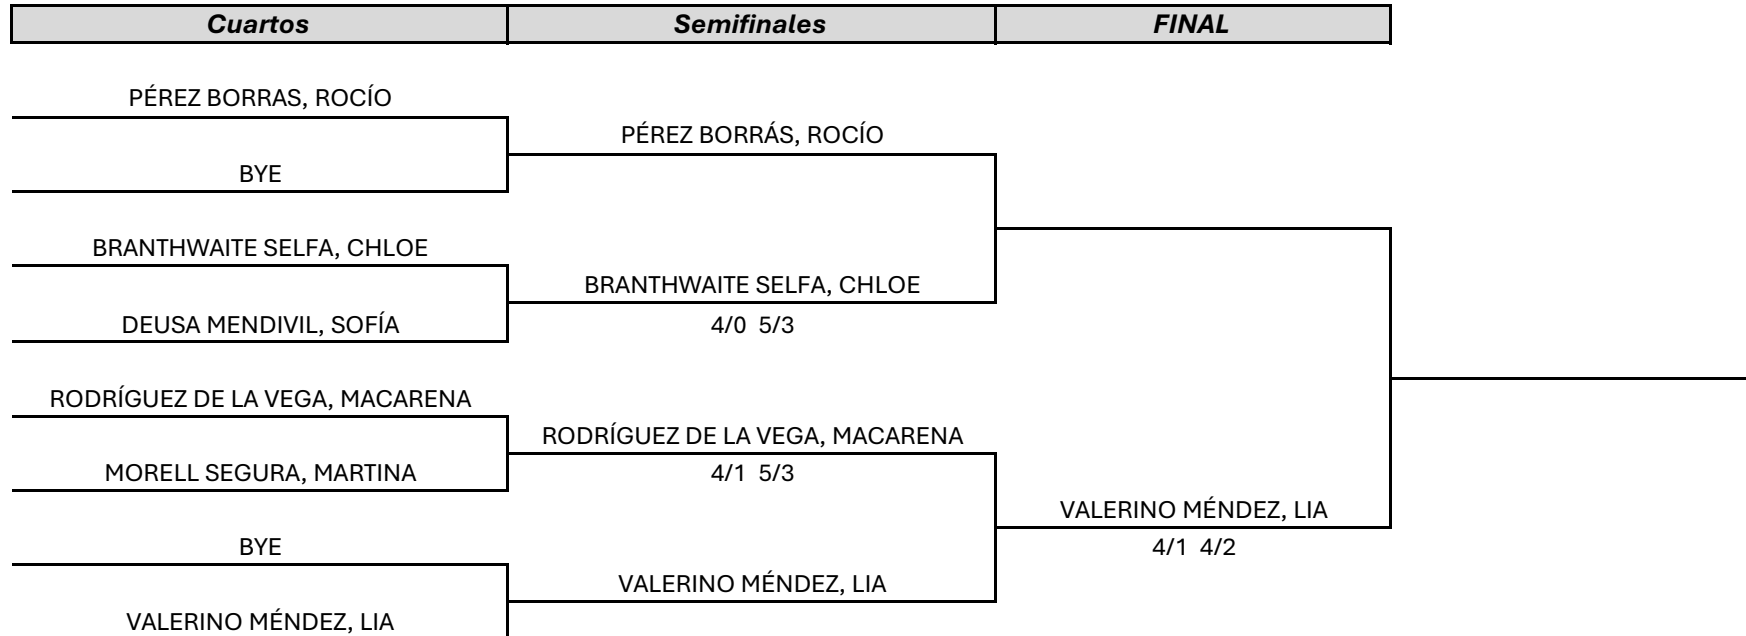 Cuartos Semifinales FINAL
PÉREZ BORRAS, ROCÍO
PÉREZ BORRÁS, ROCÍO
BYE
BRANTHWAITE SELFA, CHLOE
BRANTHWAITE SELFA, CHLOE
DEUSA MENDIVIL, SOFÍA
4/0 5/3
RODRÍGUEZ DE LA VEGA, MACARENA
RODRÍGUEZ DE LA VEGA, MACARENA
MORELL SEGURA, MARTINA
4/1 5/3
VALERINO MÉNDEZ, LIA
BYE
4/1 4/2
VALERINO MÉNDEZ, LIA
VALERINO MÉNDEZ, LIA